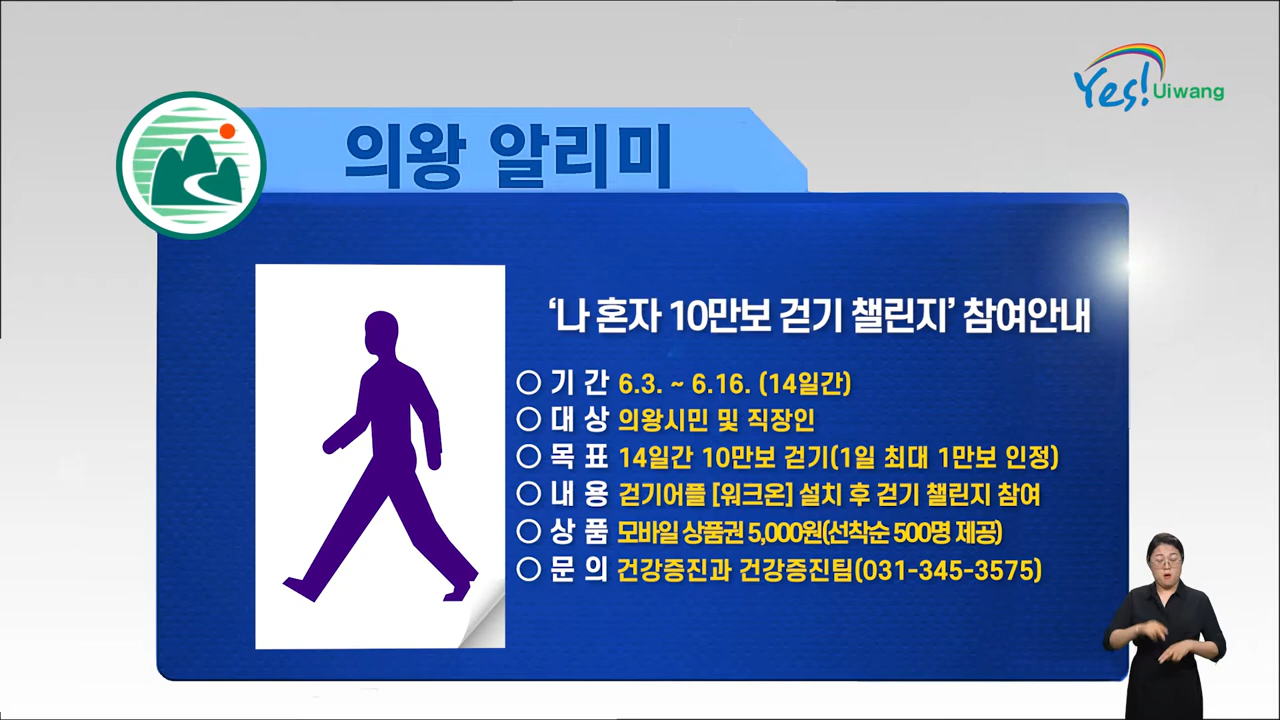 Yes! Uiwang
의왕 알리미
‘나 혼자 10만보 걷기 챌린지’ 참여안내
○ 기 간 6.3. ~ 6.16. (14일간)
○ 대 상 의왕시민 및 직장인
○ 목 표 14일간 10만보 걷기(1일 최대 1만보 인정)
○ 내 용 걷기어플 [워크온] 설치 후 걷기 챌린지 참여
○ 상 품 모바일 상품권 5,000원(선착순 500명 제공)
○ 문 의 건강증진과 건강증진팀(031-345-3575)